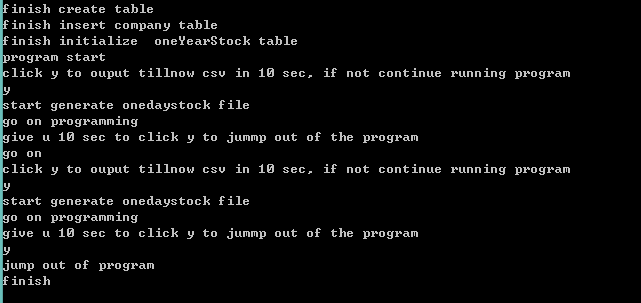 finish create table
finish insert company table
finish initialize  oneYearStock table
program start
click y to ouput tillnow csv in 10 sec, if not continue running program
y
start generate onedaystock file
go on programming
give u 10 sec to click y to jummp out of the program
go on
click y to ouput tillnow csv in 10 sec, if not continue running program
y
start generate onedaystock file
go on programming
give u 10 sec to click y to jummp out of the program
y
jump out of program
finish